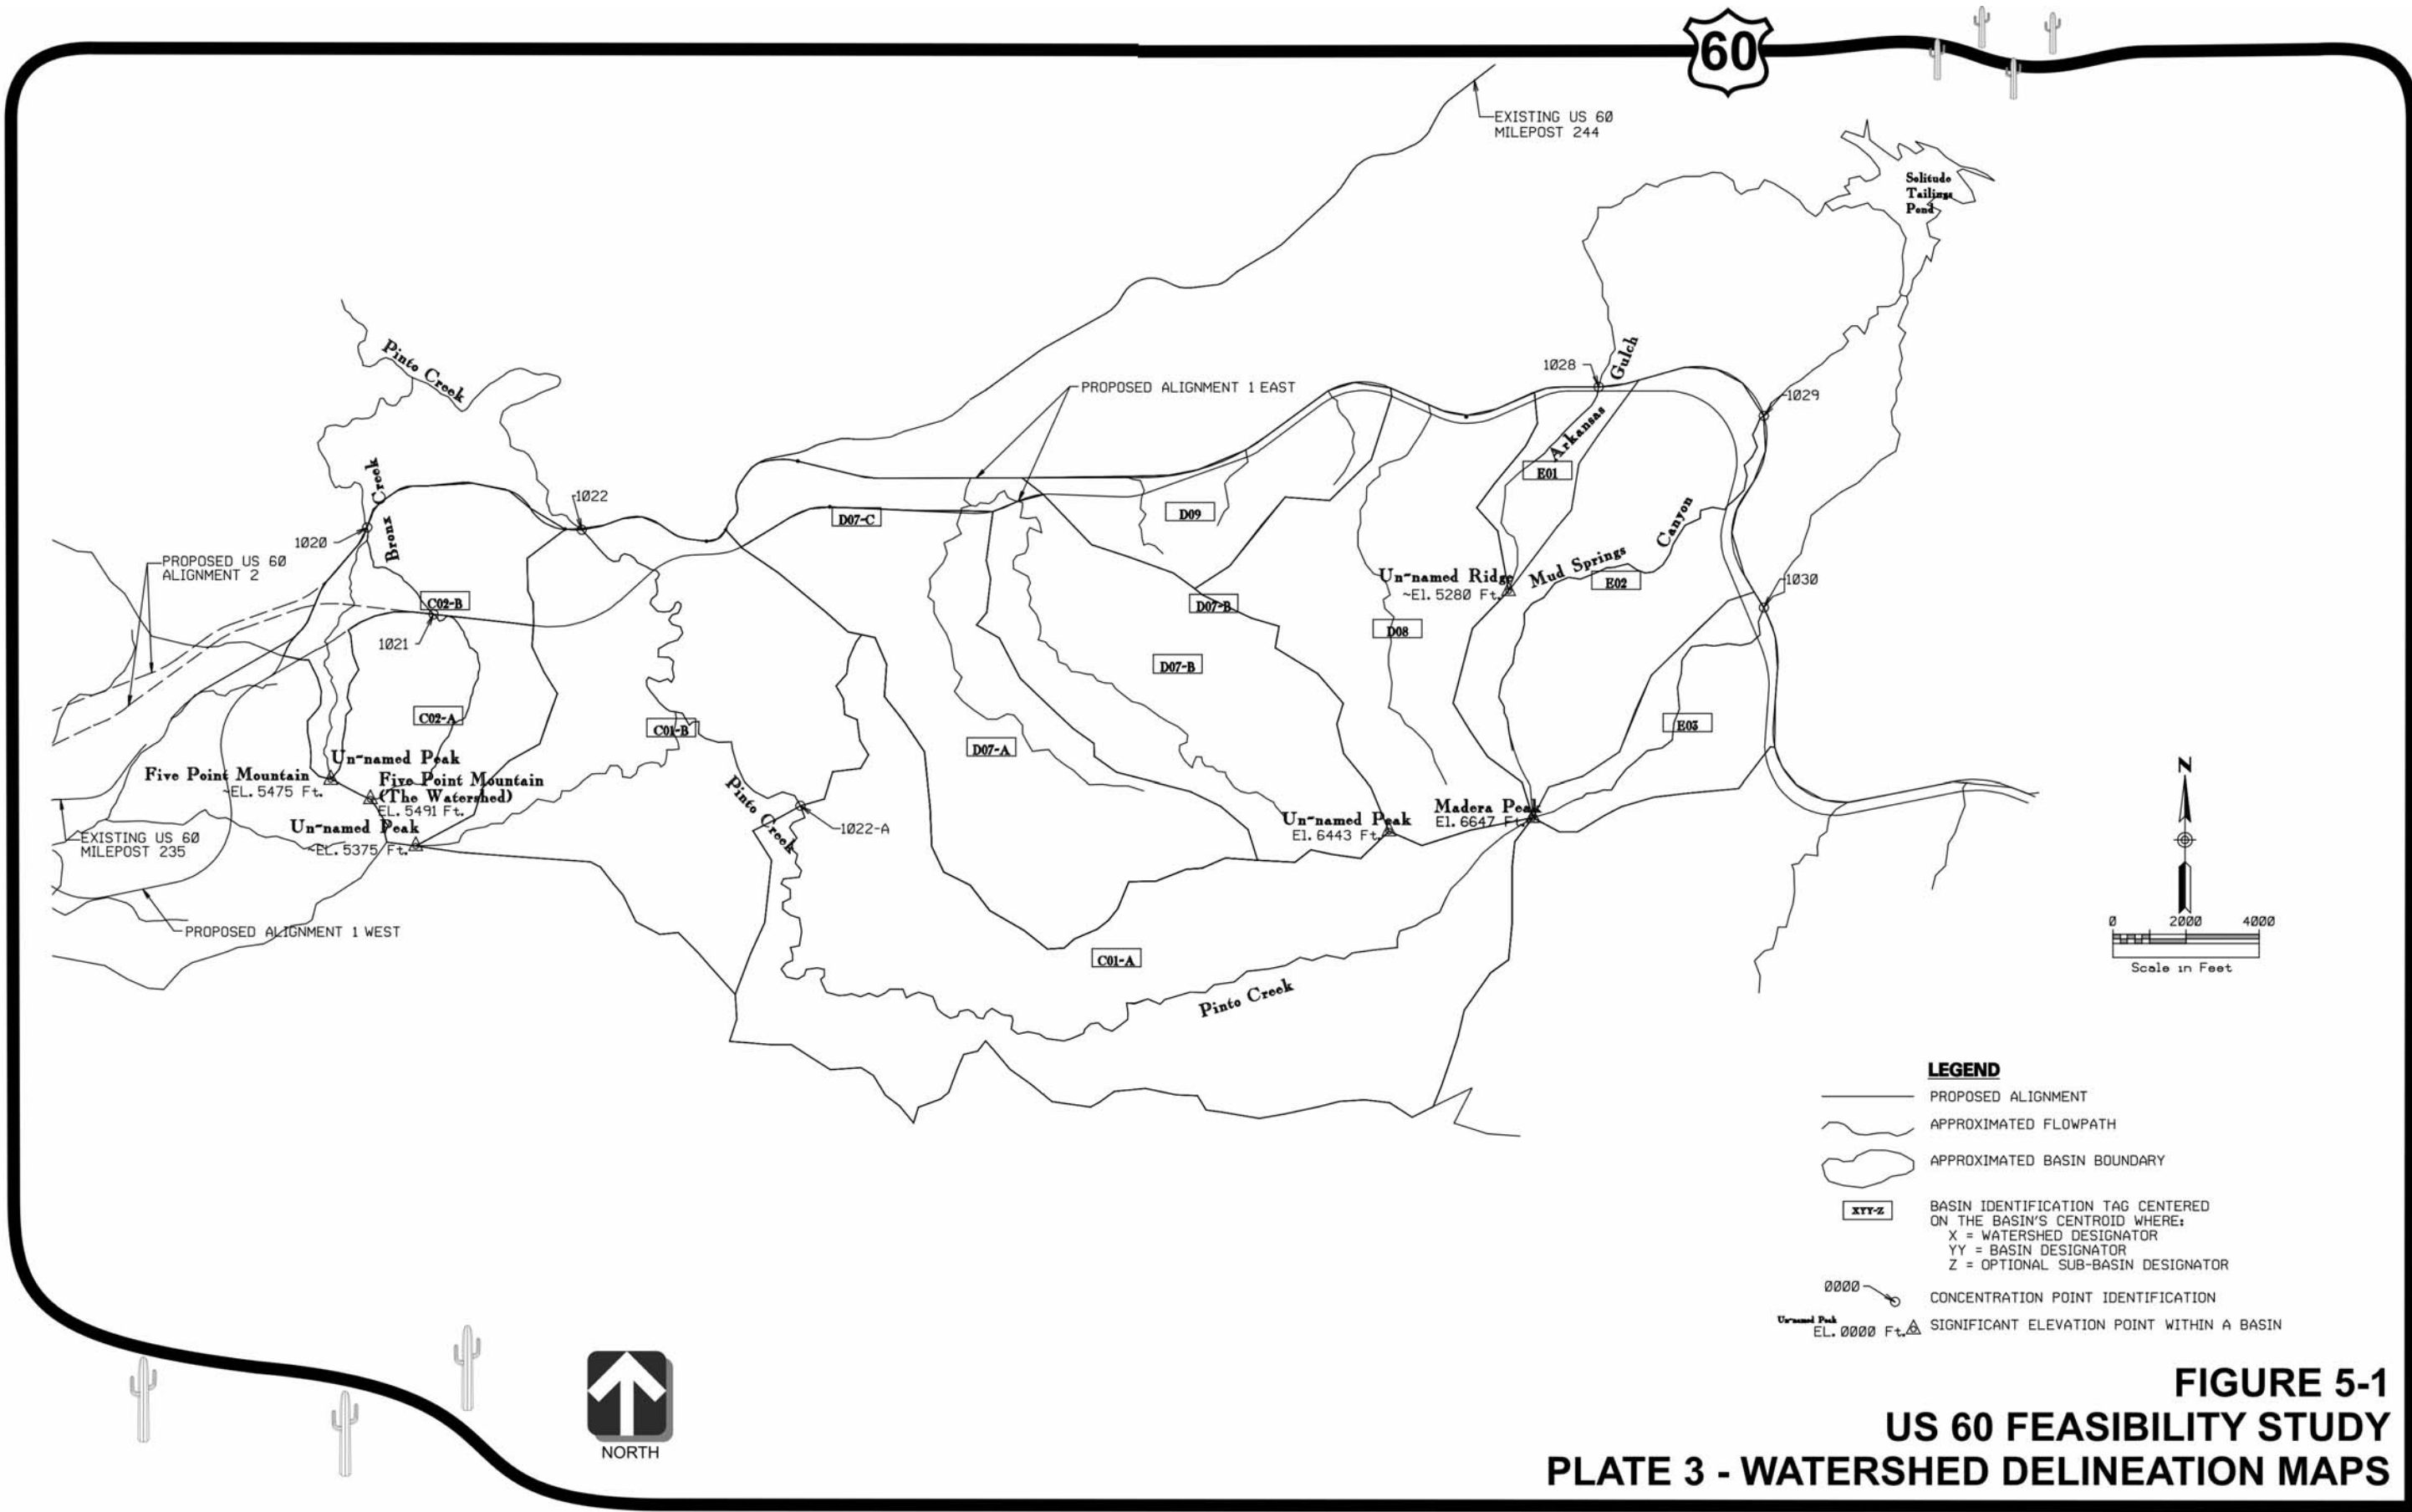 60
EXISTING US 60
MILEPOST 244
Solitude
Tailings
Pond
Pinto Creek
1028
Gulch
PROPOSED ALIGNMENT 1 EAST
1029
Arkansas
Bronx Creek
E01
1022
D07-C
D09
Canyon
1020
PROPOSED US 60
ALIGNMENT 2
Un-named Ridge
~El. 5280 Ft.
Mud Springs
E02
1030
C02-B
D07-B
D08
1021
D07-B
C02-A
C01-B
E03
D07-A
Un-named Peak
Five Point Mountain
~EL. 5475 Ft.
Five Point Mountain
(The Watershed)
EL. 5491 Ft.
Un-named Peak
~EL. 5375 Ft.
Pinto Creek
1022-A
Un-named Peak
El. 6443 Ft.
Madera Peak
El. 6647 Ft.
N
EXISTING US 60
MILEPOST 235
PROPOSED ALIGNMENT 1 WEST
0 2000 4000
Scale in Feet
C01-A
Pinto Creek
LEGEND
PROPOSED ALIGNMENT
APPROXIMATED FLOWPATH
APPROXIMATED BASIN BOUNDARY
XYY-Z
BASIN IDENTIFICATION TAG CENTERED
ON THE BASIN'S CENTROID WHERE:
X = WATERSHED DESIGNATOR
YY = BASIN DESIGNATOR
Z = OPTIONAL SUB-BASIN DESIGNATOR
0000
CONCENTRATION POINT IDENTIFICATION
Un-named Peak
EL. 0000 Ft.
SIGNIFICANT ELEVATION POINT WITHIN A BASIN
NORTH
FIGURE 5-1
US 60 FEASIBILITY STUDY
PLATE 3 - WATERSHED DELINEATION MAPS